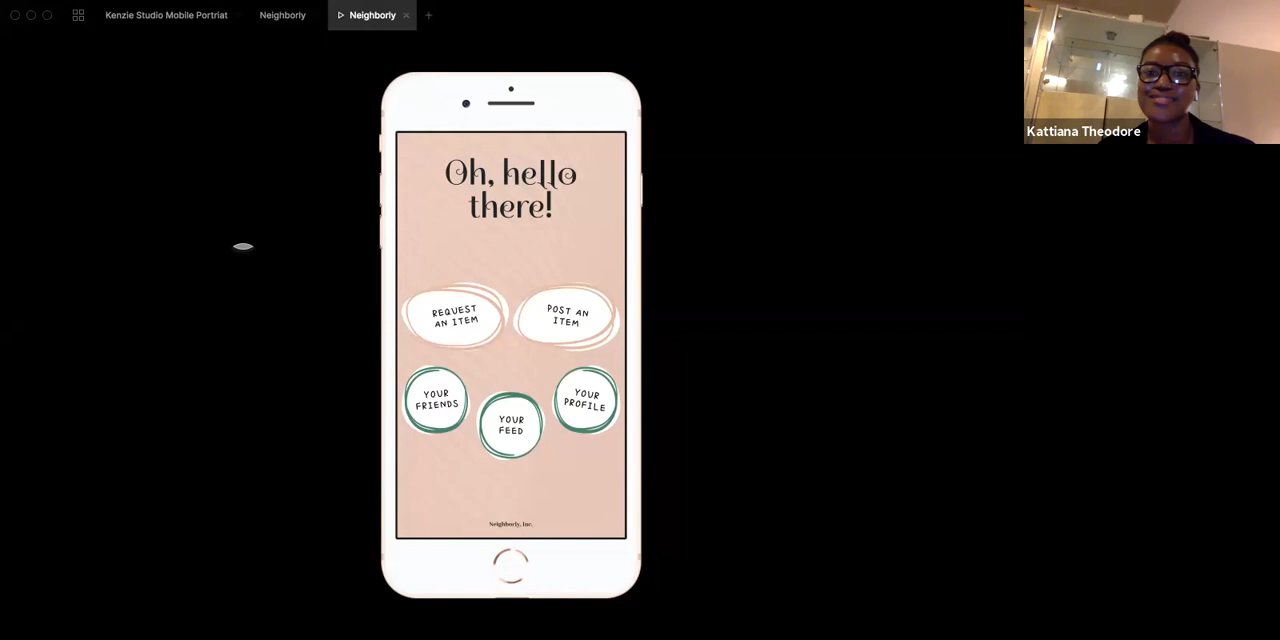 Kenzie Studio Mobile Portriat
Neighborly
Neighborly
Kattiana Theodore
Oh, hello
there!
REQUEST
AN ITEM
POST AN
ITEM
YOUR
FRIENDS
YOUR
FEED
YOUR
PROFILE
Neighborly, Inc.